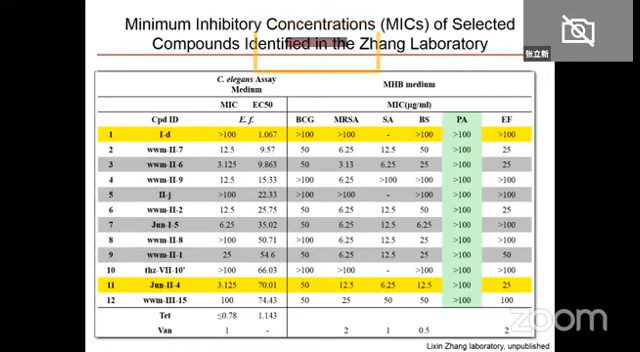 Minimum Inhibitory Concentrations (MICs) of Selected
Compounds Identified in the Zhang Laboratory
张立新
C. elegans Assay Medium MHB medium
MIC EC50 MIC(µg/ml)
Cpd ID E. f. BCG MRSA SA BS PA EF
1 I-d >100 1.067 >100 >100 - >100 >100 >100
2 wwm-II-7 12.5 9.57 50 6.25 12.5 50 >100 25
3 wwm-II-6 3.125 9.863 50 3.13 6.25 25 >100 25
4 wwm-II-9 12.5 15.33 >100 6.25 >100 >100 >100 >100
5 II-j >100 22.33 >100 >100 - >100 >100 >100
6 wwm-II-2 12.5 25.75 50 6.25 12.5 50 >100 25
7 Jun-I-5 6.25 35.02 50 6.25 12.5 6.25 >100 50
8 wwm-II-8 >100 50.71 >100 6.25 12.5 25 >100 >100
9 wwm-II-1 25 54.6 50 6.25 12.5 25 >100 50
10 thz-VII-10' >100 66.03 >100 >100 - >100 >100 >100
11 Jun-II-4 3.125 70.01 50 12.5 6.25 12.5 >100 25
12 wwm-III-15 100 74.43 50 25 50 50 >100 100
Tet ≤0.78 1.143
Van 1 - 2 1 0.5 2
Lixin Zhang laboratory, unpublished
zoom